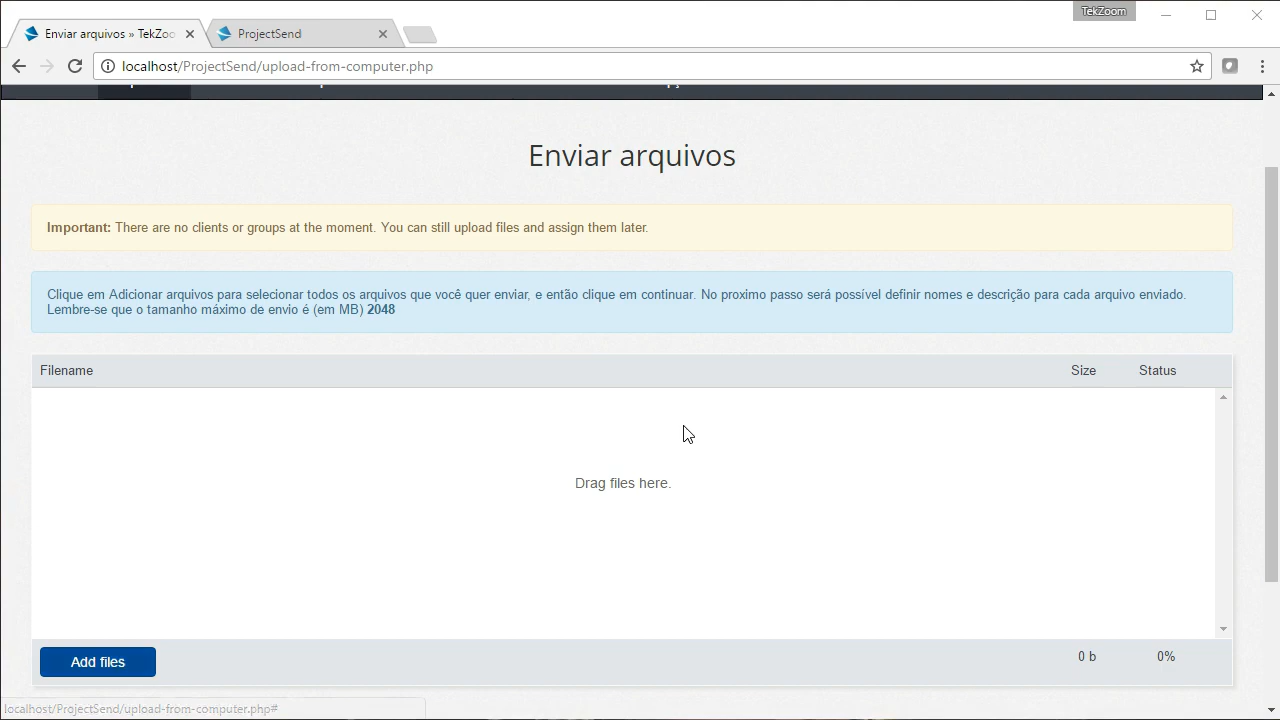 TekZoom
Enviar arquivos » TekZoo
ProjectSend
localhost/ProjectSend/upload-from-computer.php
Enviar arquivos
Important: There are no clients or groups at the moment. You can still upload files and assign them later.
Clique em Adicionar arquivos para selecionar todos os arquivos que você quer enviar, e então clique em continuar. No proximo passo será possível definir nomes e descrição para cada arquivo enviado.
Lembre-se que o tamanho máximo de envio é (em MB) 2048
Filename Size Status
Drag files here.
Add files 0 b 0%
localhost/ProjectSend/upload-from-computer.php#